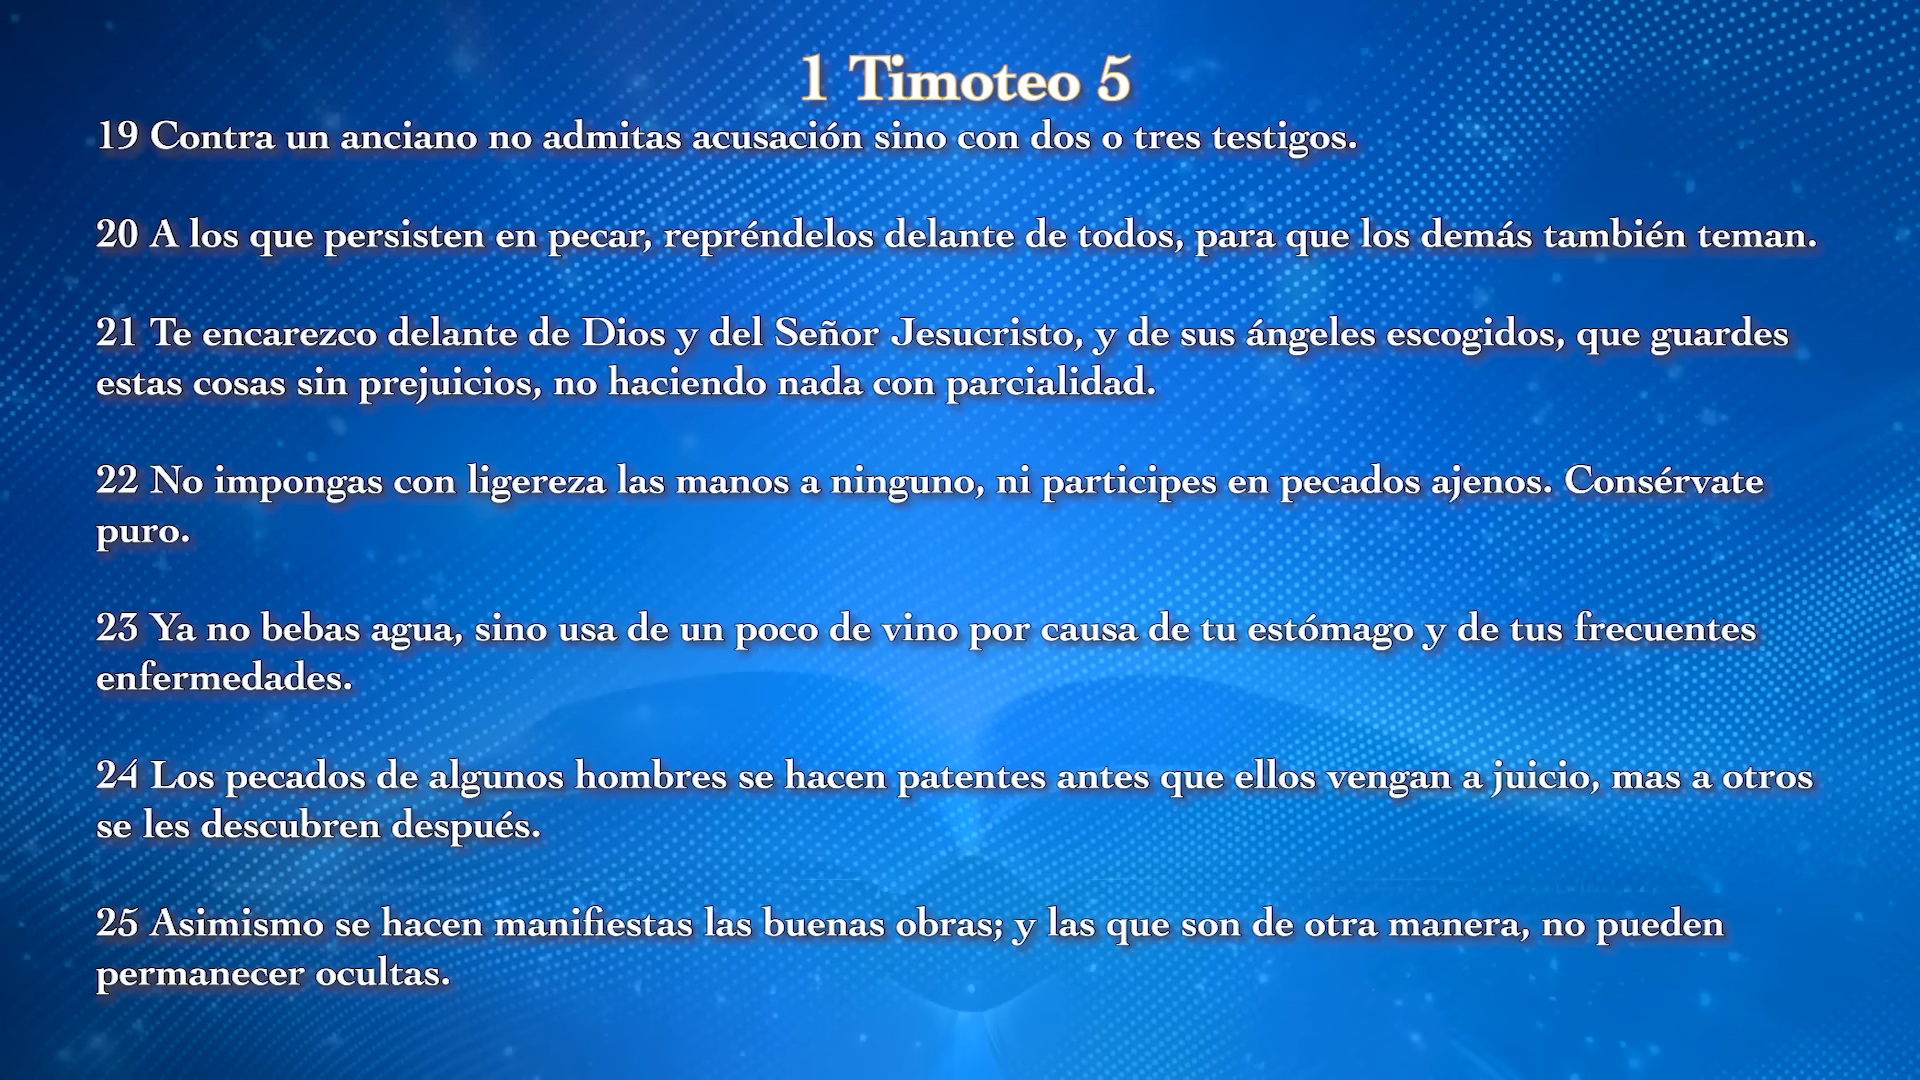 1 Timoteo 5
19 Contra un anciano no admitas acusación sino con dos o tres testigos.
20 A los que persisten en pecar, repréndelos delante de todos, para que los demás también teman.
21 Te encarezco delante de Dios y del Señor Jesucristo, y de sus ángeles escogidos, que guardes
estas cosas sin prejuicios, no haciendo nada con parcialidad.
22 No impongas con ligereza las manos a ninguno, ni participes en pecados ajenos. Consérvate
puro.
23 Ya no bebas agua, sino usa de un poco de vino por causa de tu estómago y de tus frecuentes
enfermedades.
24 Los pecados de algunos hombres se hacen patentes antes que ellos vengan a juicio, mas a otros
se les descubren después.
25 Asimismo se hacen manifiestas las buenas obras; y las que son de otra manera, no pueden
permanecer ocultas.